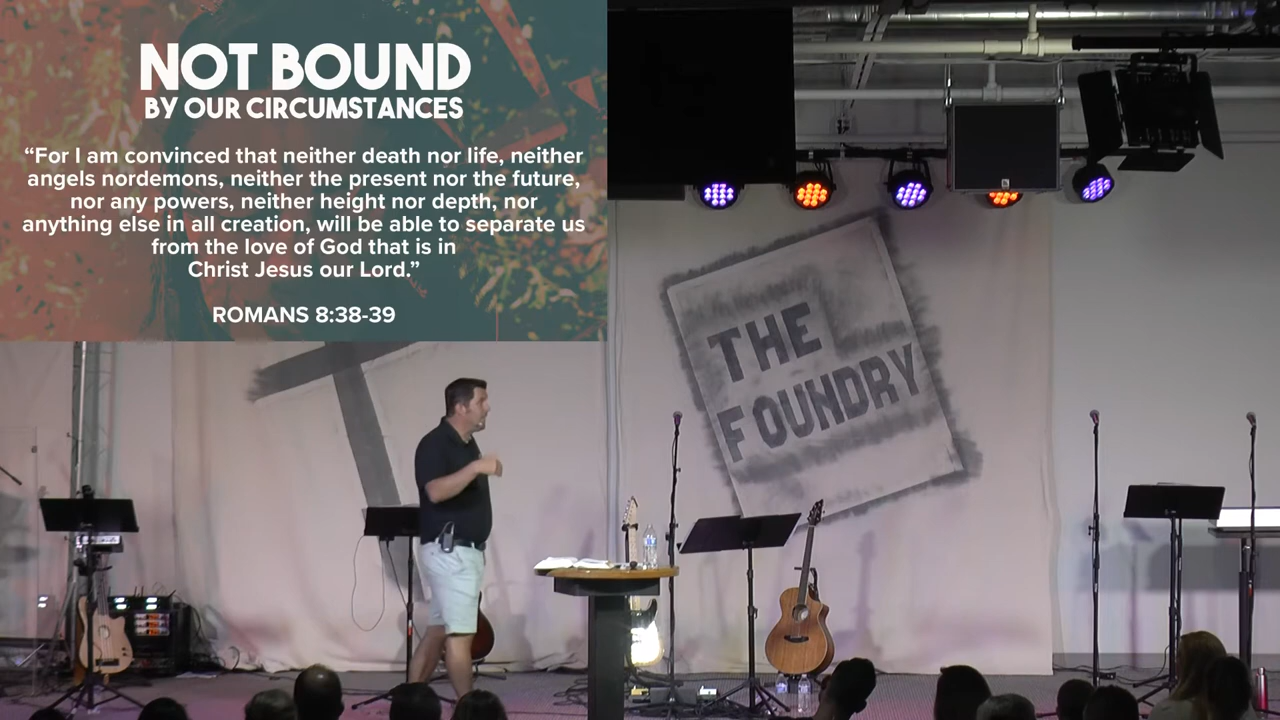 NOT BOUND
BY OUR CIRCUMSTANCES
“For I am convinced that neither death nor life, neither
angels nordemons, neither the present nor the future,
nor any powers, neither height nor depth, nor
anything else in all creation, will be able to separate us
from the love of God that is in
Christ Jesus our Lord.”
ROMANS 8:38-39
THE
FOUNDRY